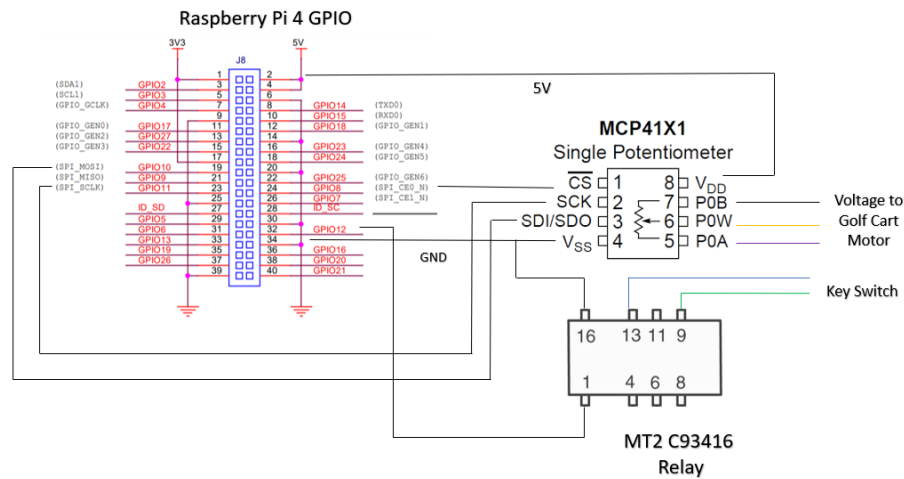 Raspberry Pi 4 GPIO
3V3 5V
J8
1 2
(SDA1) GPIO2 3 4
(SCL1) GPIO3 5 6
(GPIO_GCLK) GPIO4 7 8 GPIO14 (TXD0)
9 10 GPIO15 (RXD0)
(GPIO_GEN0) GPIO17 11 12 GPIO18 (GPIO_GEN1)
(GPIO_GEN2) GPIO27 13 14
(GPIO_GEN3) GPIO22 15 16 GPIO23 (GPIO_GEN4)
17 18 GPIO24 (GPIO_GEN5)
(SPI_MOSI) GPIO10 19 20
(SPI_MISO) GPIO9 21 22 GPIO25 (GPIO_GEN6)
(SPI_SCLK) GPIO11 23 24 GPIO8 (SPI_CE0_N)
25 26 GPIO7 (SPI_CE1_N)
ID_SD 27 28 ID_SC
GPIO5 29 30
GPIO6 31 32 GPIO12
GPIO13 33 34
GPIO19 35 36 GPIO16
GPIO26 37 38 GPIO20
39 40 GPIO21
5V
GND
MCP41X1
Single Potentiometer
CS 1 8 VDD
SCK 2 7 P0B
SDI/SDO 3 6 P0W
VSS 4 5 P0A
Voltage to
Golf Cart
Motor
Key Switch
16 13 11 9
1 4 6 8
MT2 C93416
Relay